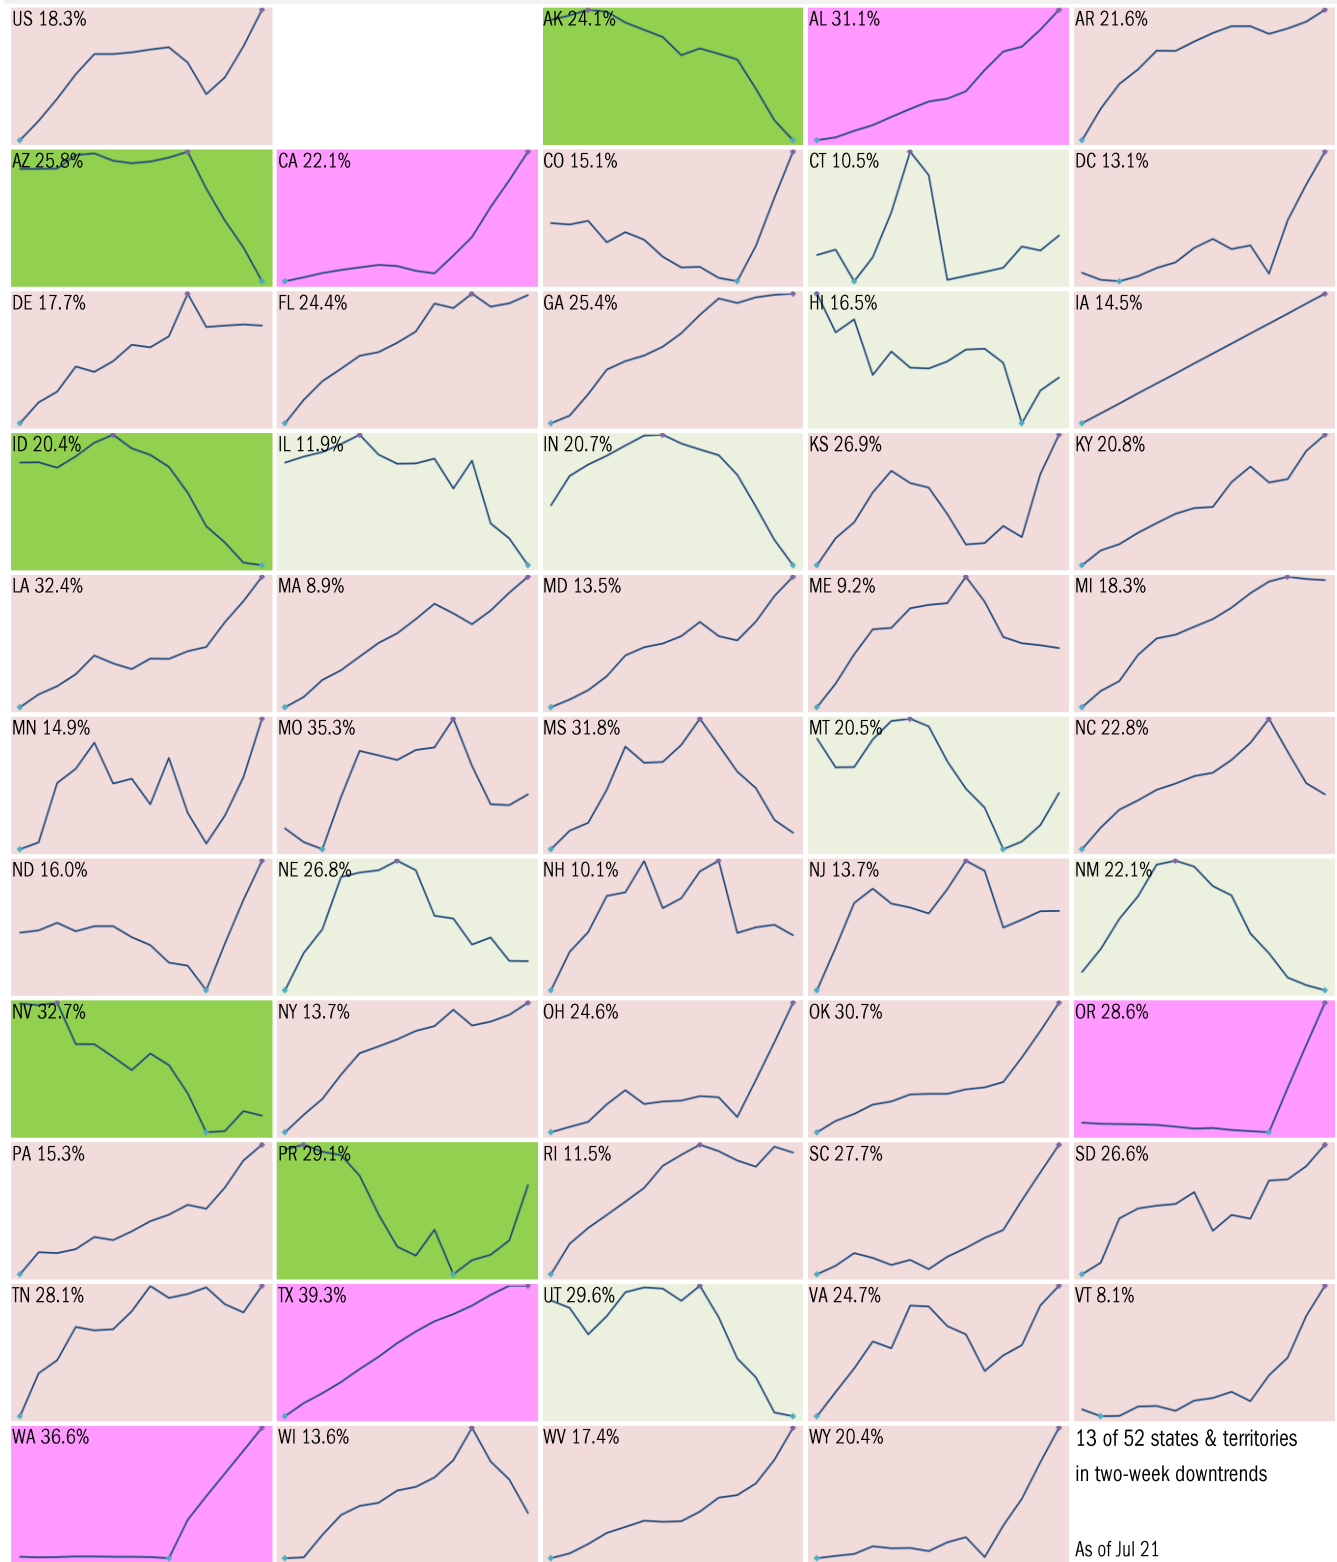 US 18.3%
AK 24.1%
AL 31.1%
AR 21.6%
AZ 25.8%
CA 22.1%
CO 15.1%
CT 10.5%
DC 13.1%
DE 17.7%
FL 24.4%
GA 25.4%
HI 16.5%
IA 14.5%
ID 20.4%
IL 11.9%
IN 20.7%
KS 26.9%
KY 20.8%
LA 32.4%
MA 8.9%
MD 13.5%
ME 9.2%
MI 18.3%
MN 14.9%
MO 35.3%
MS 31.8%
MT 20.5%
NC 22.8%
ND 16.0%
NE 26.8%
NH 10.1%
NJ 13.7%
NM 22.1%
NV 32.7%
NY 13.7%
OH 24.6%
OK 30.7%
OR 28.6%
PA 15.3%
PR 29.1%
RI 11.5%
SC 27.7%
SD 26.6%
TN 28.1%
TX 39.3%
UT 29.6%
VA 24.7%
VT 8.1%
WA 36.6%
WI 13.6%
WV 17.4%
WY 20.4%
13 of 52 states & territories
in two-week downtrends
As of Jul 21